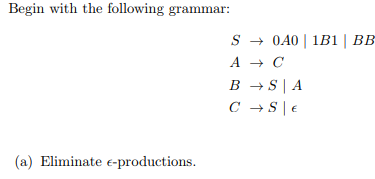 Begin with the following grammar:
S → 0A0 | 1B1 | BB
A → C
B → S | A
C → S | ϵ
(a) Eliminate ϵ-productions.